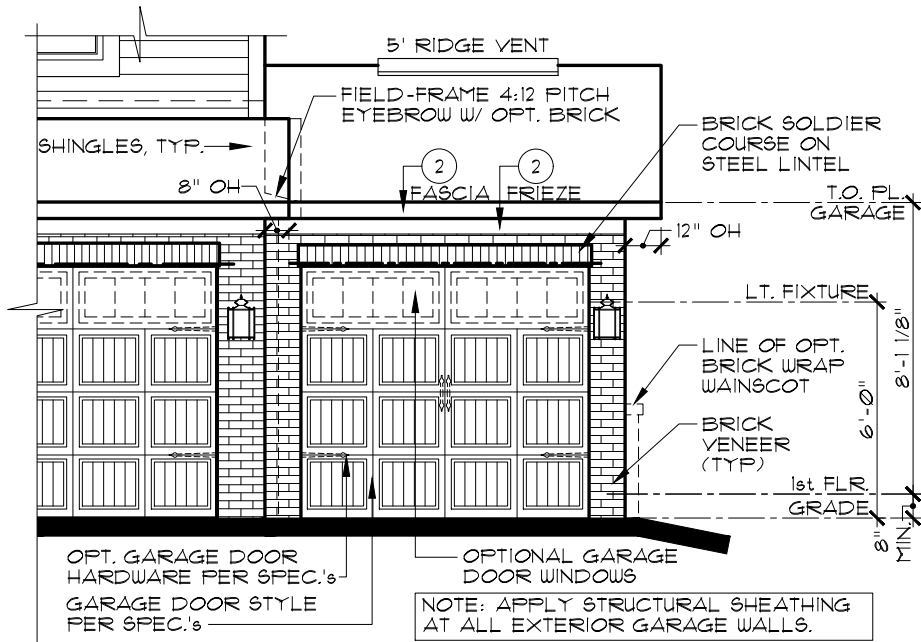 5' RIDGE VENT
FIELD-FRAME 4:12 PITCH
EYEBROW W/ OPT. BRICK
SHINGLES, TYP.
8" OH
2
2
FASCIA
FRIEZE
BRICK SOLDIER
COURSE ON
STEEL LINTEL
T.O. PL.
GARAGE
12" OH
LT. FIXTURE
LINE OF OPT.
BRICK WRAP
WAINSCOT
8'-1 1/8"
6'-0"
BRICK
VENEER
(TYP)
1st FLR.
GRADE
8"
MIN.
OPT. GARAGE DOOR
HARDWARE PER SPEC.'s
GARAGE DOOR STYLE
PER SPEC.'s
OPTIONAL GARAGE
DOOR WINDOWS
NOTE: APPLY STRUCTURAL SHEATHING
AT ALL EXTERIOR GARAGE WALLS.